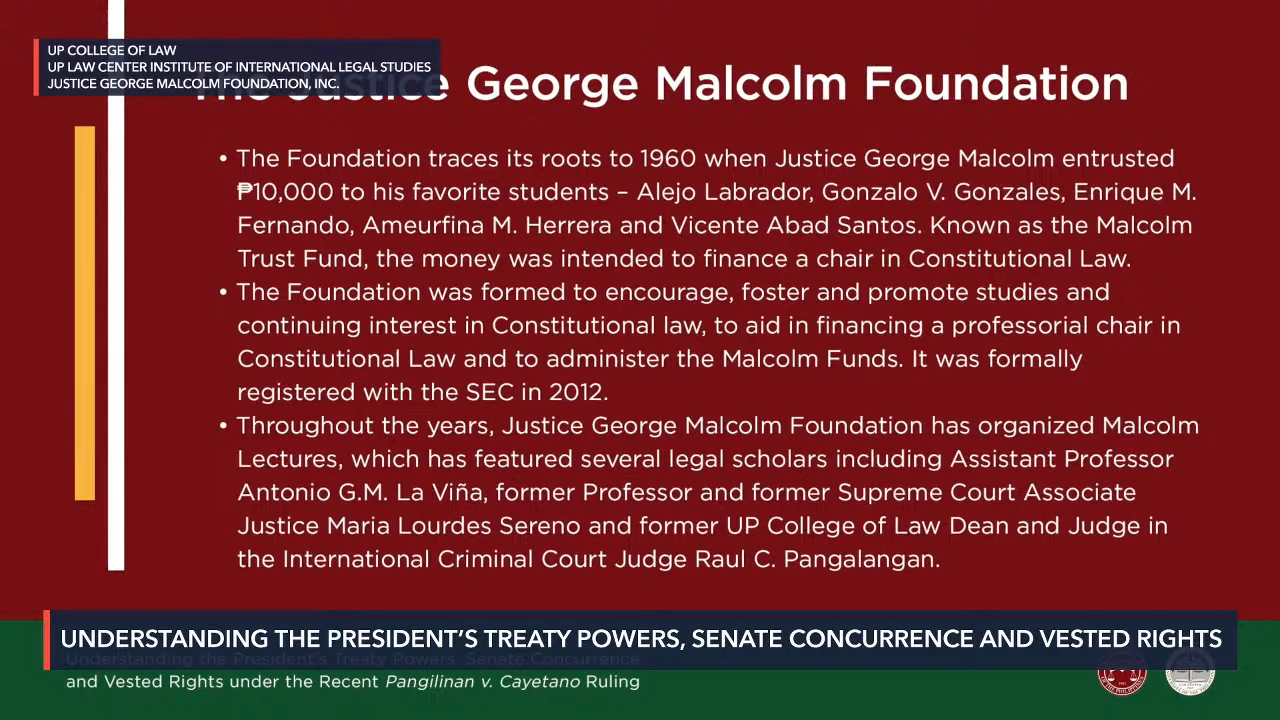 UP COLLEGE OF LAW
UP LAW CENTER INSTITUTE OF INTERNATIONAL LEGAL STUDIES
JUSTICE GEORGE MALCOLM FOUNDATION, INC.
The Justice George Malcolm Foundation
• The Foundation traces its roots to 1960 when Justice George Malcolm entrusted
₱10,000 to his favorite students – Alejo Labrador, Gonzalo V. Gonzales, Enrique M.
Fernando, Ameurfina M. Herrera and Vicente Abad Santos. Known as the Malcolm
Trust Fund, the money was intended to finance a chair in Constitutional Law.
• The Foundation was formed to encourage, foster and promote studies and
continuing interest in Constitutional law, to aid in financing a professorial chair in
Constitutional Law and to administer the Malcolm Funds. It was formally
registered with the SEC in 2012.
• Throughout the years, Justice George Malcolm Foundation has organized Malcolm
Lectures, which has featured several legal scholars including Assistant Professor
Antonio G.M. La Viña, former Professor and former Supreme Court Associate
Justice Maria Lourdes Sereno and former UP College of Law Dean and Judge in
the International Criminal Court Judge Raul C. Pangalangan.
UNDERSTANDING THE PRESIDENT'S TREATY POWERS, SENATE CONCURRENCE AND VESTED RIGHTS
Understanding the President's Treaty Powers, Senate Concurrence
and Vested Rights under the Recent Pangilinan v. Cayetano Ruling